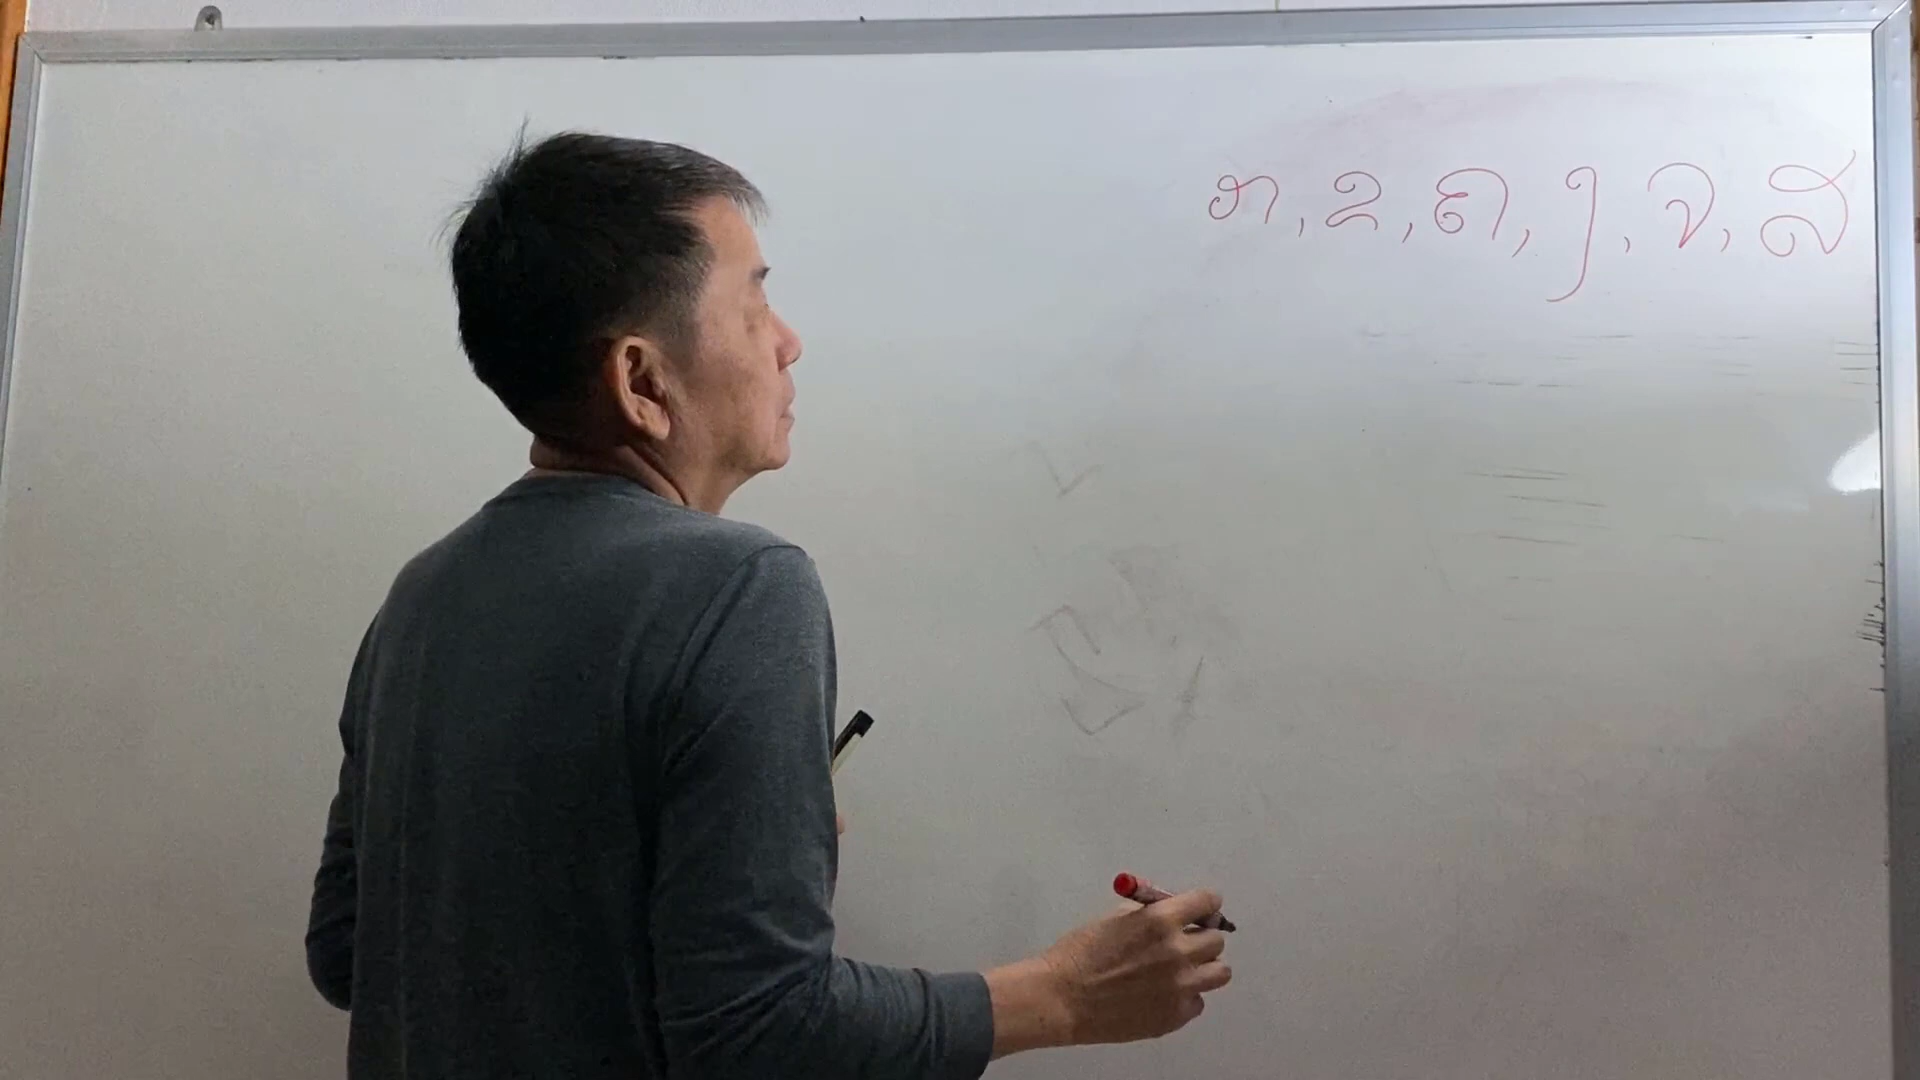 ກ, ຂ, ຄ, ງ, ຈ, ສ